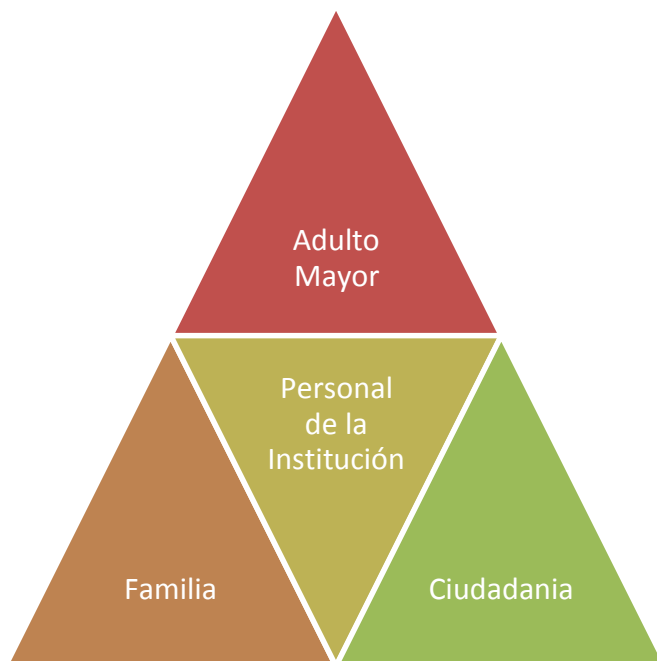 Adulto
Mayor
Personal
de la
Institución
Familia
Ciudadania